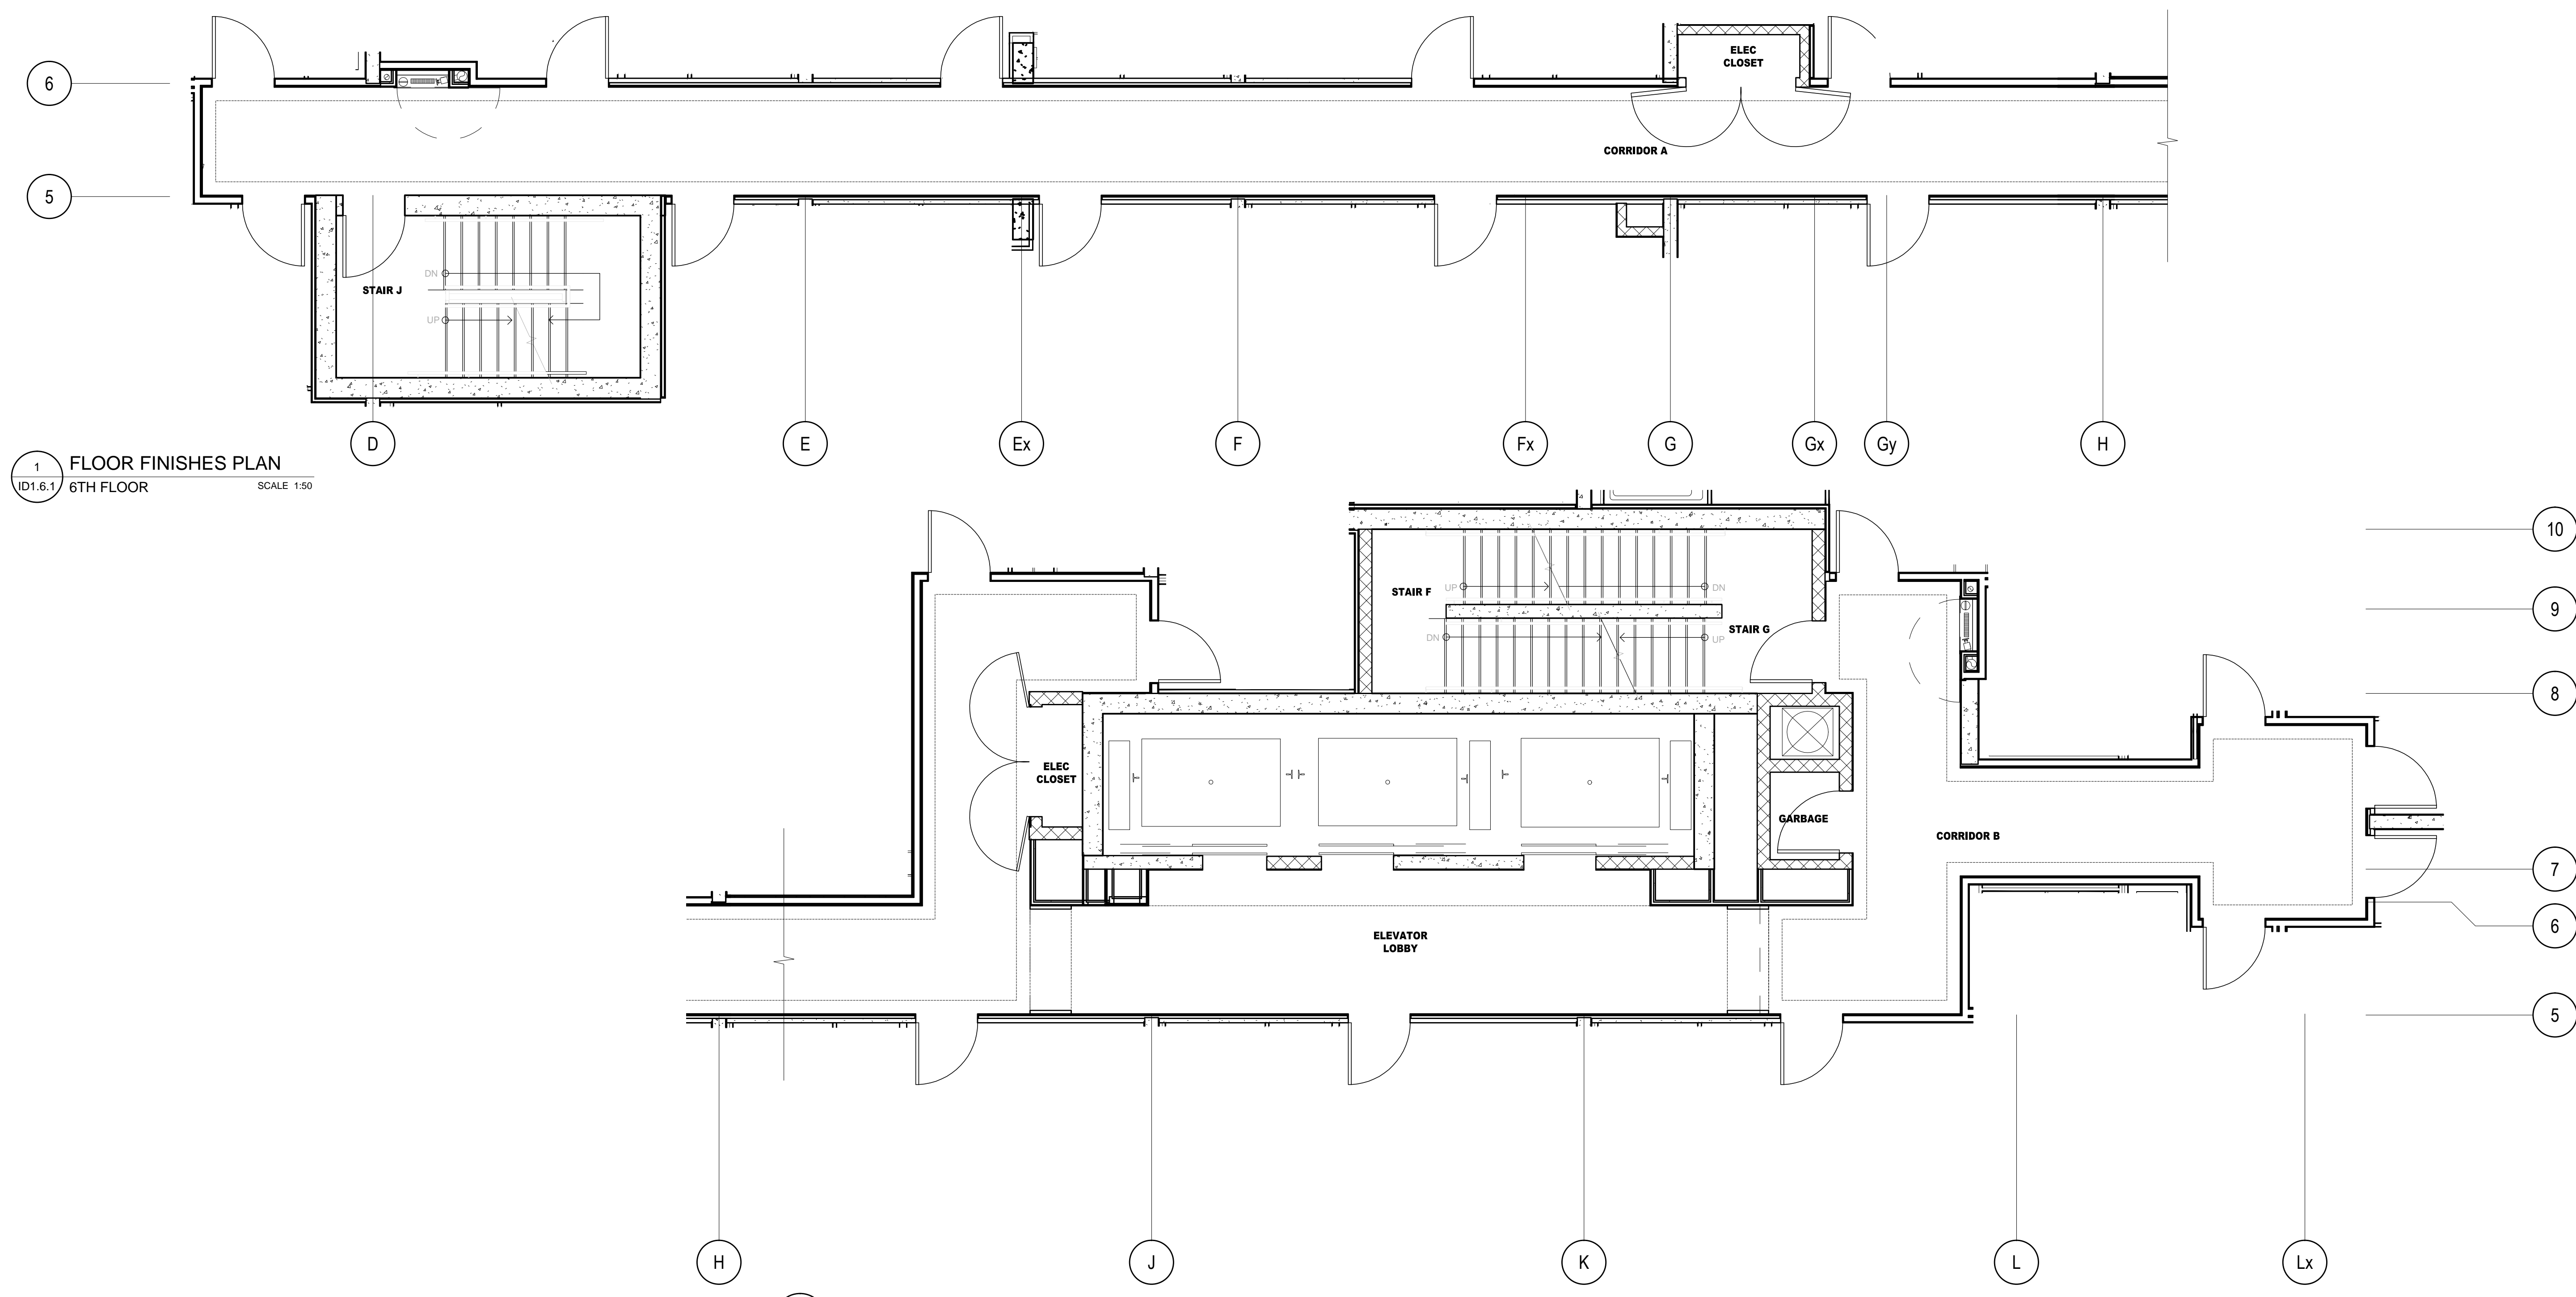 ELEC
CLOSET
6
CORRIDOR A
5
DN
STAIR J
UP
D
E
Ex
F
Fx
G
Gx
Gy
H
1
FLOOR FINISHES PLAN
ID1.6.1
6TH FLOOR
SCALE 1:50
10
STAIR F
UP
DN
9
STAIR G
DN
UP
8
ELEC
CLOSET
GARBAGE
CORRIDOR B
7
6
ELEVATOR
LOBBY
5
H
J
K
L
Lx